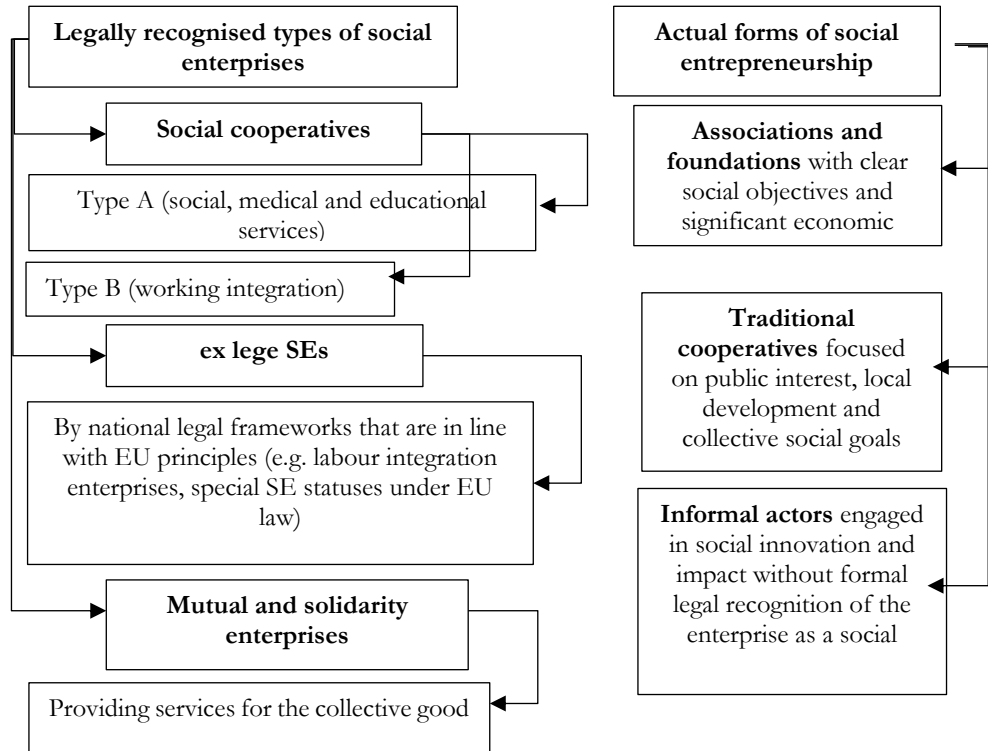 Legally recognised types of social
enterprises
Social cooperatives
Type A (social, medical and educational
services)
Type B (working integration)
ex lege SEs
By national legal frameworks that are in line
with EU principles (e.g. labour integration
enterprises, special SE statuses under EU
law)
Mutual and solidarity
enterprises
Providing services for the collective good
Actual forms of social
entrepreneurship
Associations and
foundations with clear
social objectives and
significant economic
Traditional
cooperatives focused
on public interest, local
development and
collective social goals
Informal actors engaged
in social innovation and
impact without formal
legal recognition of the
enterprise as a social